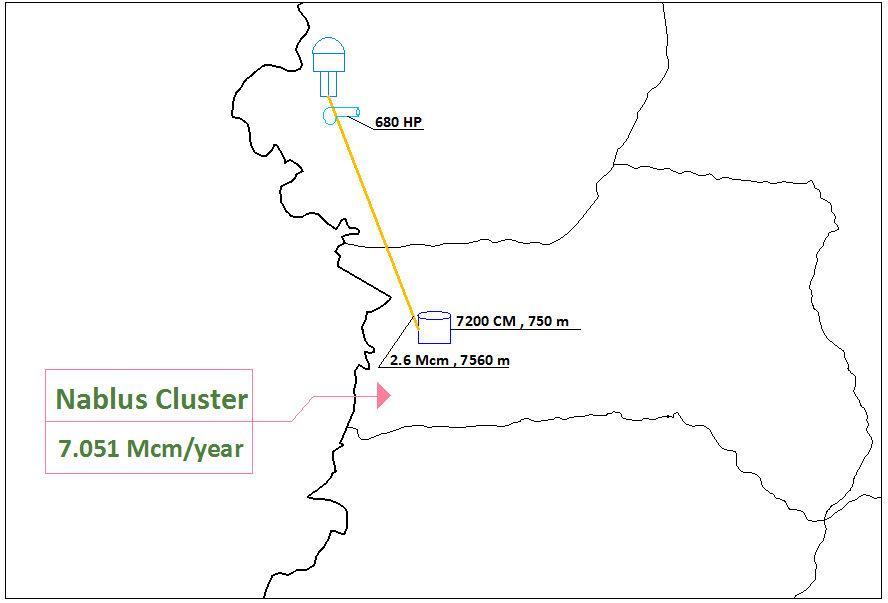 680 HP
7200 CM , 750 m
2.6 Mcm , 7560 m
Nablus Cluster
7.051 Mcm/year